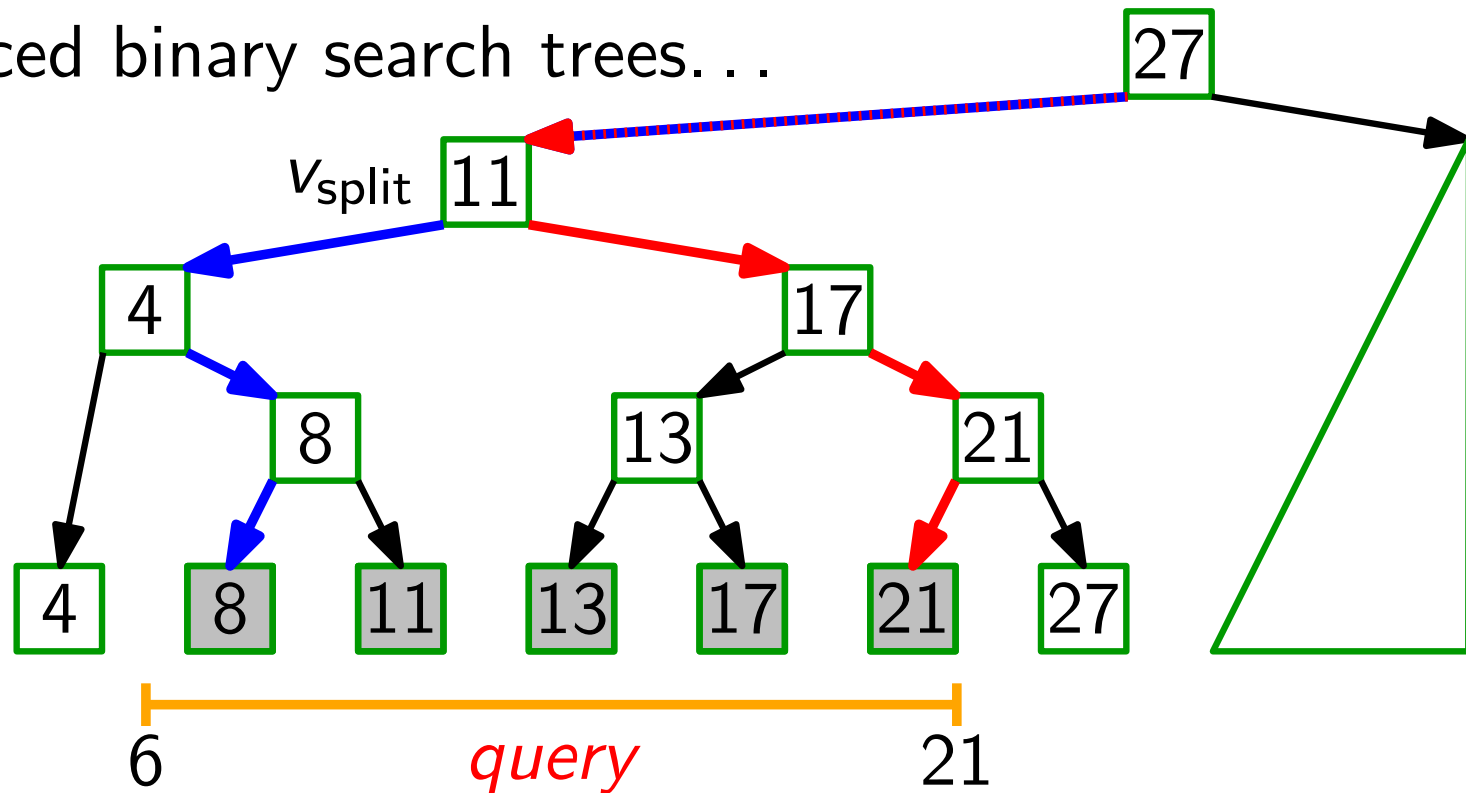 ced binary search trees...
27
v_split 11
4 17
8 13 21
4 8 11 13 17 21 27
6 query 21